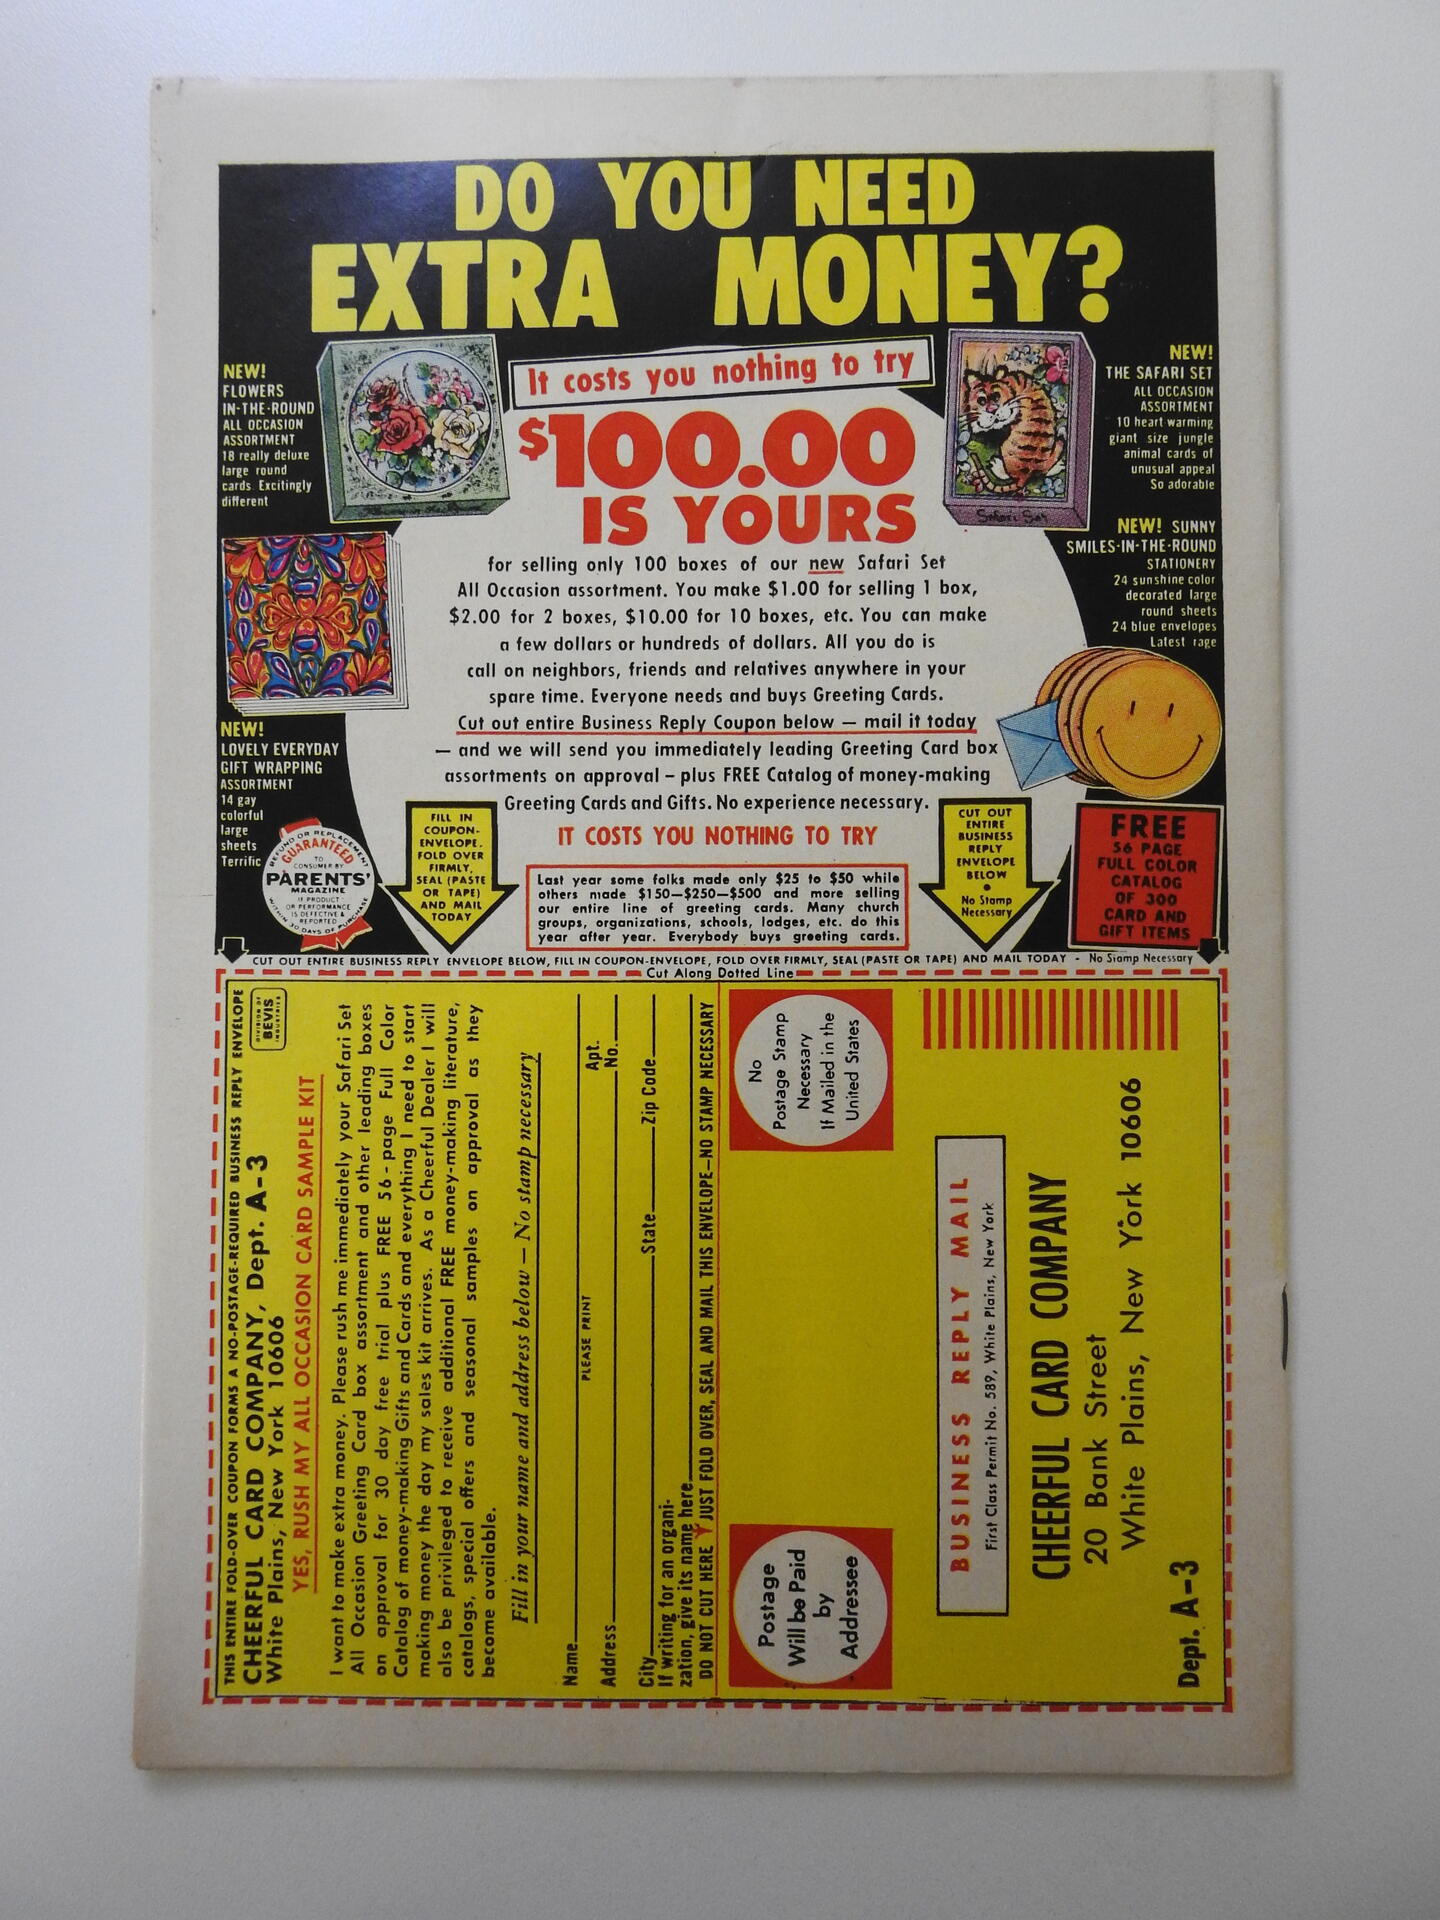 DO YOU NEED
EXTRA MONEY?
It costs you nothing to try
$100.00
IS YOURS
NEW!
FLOWERS
IN-THE-ROUND
ALL OCCASION
ASSORTMENT
18 really deluxe
large round
cards. Excitingly
different
NEW!
THE SAFARI SET
ALL OCCASION
ASSORTMENT
10 heart warming
giant size jungle
animal cards of
unusual appeal
So adorable
Safari Set
NEW! SUNNY
SMILES-IN-THE-ROUND
STATIONERY
24 sunshine color
decorated large
round sheets
24 blue envelopes
Latest rage
for selling only 100 boxes of our new Safari Set
All Occasion assortment. You make $1.00 for selling 1 box,
$2.00 for 2 boxes, $10.00 for 10 boxes, etc. You can make
a few dollars or hundreds of dollars. All you do is
call on neighbors, friends and relatives anywhere in your
spare time. Everyone needs and buys Greeting Cards.
Cut out entire Business Reply Coupon below — mail it today
— and we will send you immediately leading Greeting Card box
assortments on approval – plus FREE Catalog of money-making
Greeting Cards and Gifts. No experience necessary.
IT COSTS YOU NOTHING TO TRY
NEW!
LOVELY EVERYDAY
GIFT WRAPPING
ASSORTMENT
14 gay
colorful
large
sheets
Terrific
REFUND OR REPLACEMENT
GUARANTEED
TO
CONSUMER BY
PARENTS'
MAGAZINE
IF PRODUCT
OR PERFORMANCE
IS DEFECTIVE &
REPORTED
WITHIN 30 DAYS OF PURCHASE
FILL IN
COUPON-
ENVELOPE,
FOLD OVER
FIRMLY,
SEAL (PASTE
OR TAPE)
AND MAIL
TODAY
Last year some folks made only $25 to $50 while
others made $150—$250—$500 and more selling
our entire line of greeting cards. Many church
groups, organizations, schools, lodges, etc. do this
year after year. Everybody buys greeting cards.
CUT OUT
ENTIRE
BUSINESS
REPLY
ENVELOPE
BELOW
•
No Stamp
Necessary
FREE
56 PAGE
FULL COLOR
CATALOG
OF 300
CARD AND
GIFT ITEMS
CUT OUT ENTIRE BUSINESS REPLY ENVELOPE BELOW, FILL IN COUPON-ENVELOPE, FOLD OVER FIRMLY, SEAL (PASTE OR TAPE) AND MAIL TODAY - No Stamp Necessary
Cut Along Dotted Line
THIS ENTIRE FOLD-OVER COUPON FORMS A NO-POSTAGE-REQUIRED BUSINESS REPLY ENVELOPE
CHEERFUL CARD COMPANY, Dept. A-3
White Plains, New York 10606
DIVISION OF
BEVIS
INDUSTRIES
YES, RUSH MY ALL OCCASION CARD SAMPLE KIT
I want to make extra money. Please rush me immediately your Safari Set
All Occasion Greeting Card box assortment and other leading boxes
on approval for 30 day free trial plus FREE 56-page Full Color
Catalog of money-making Gifts and Cards and everything I need to start
making money the day my sales kit arrives. As a Cheerful Dealer I will
also be privileged to receive additional FREE money-making literature,
catalogs, special offers and seasonal samples on approval as they
become available.
Fill in your name and address below — No stamp necessary
Name
PLEASE PRINT
Address Apt. No.
City State Zip Code
If writing for an organi-
zation, give its name here
DO NOT CUT HERE JUST FOLD OVER, SEAL AND MAIL THIS ENVELOPE—NO STAMP NECESSARY
Postage
Will be Paid
by
Addressee
No
Postage Stamp
Necessary
If Mailed in the
United States
BUSINESS REPLY MAIL
First Class Permit No. 589, White Plains, New York
CHEERFUL CARD COMPANY
20 Bank Street
White Plains, New York 10606
Dept. A-3